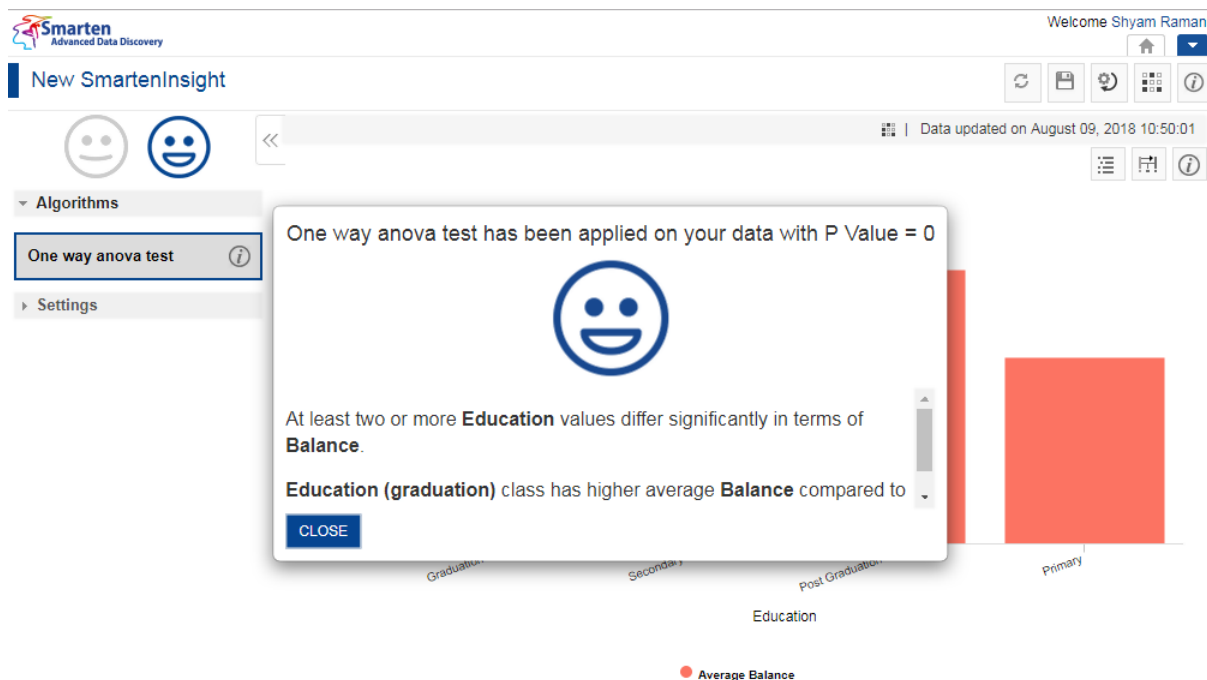 Smarten
Advanced Data Discovery
Welcome Shyam Raman
New SmartenInsight
| Data updated on August 09, 2018 10:50:01
Algorithms
One way anova test
Settings
One way anova test has been applied on your data with P Value = 0
At least two or more Education values differ significantly in terms of
Balance.
Education (graduation) class has higher average Balance compared to
CLOSE
Graduation
Secondary
Post Graduation
Primary
Education
Average Balance